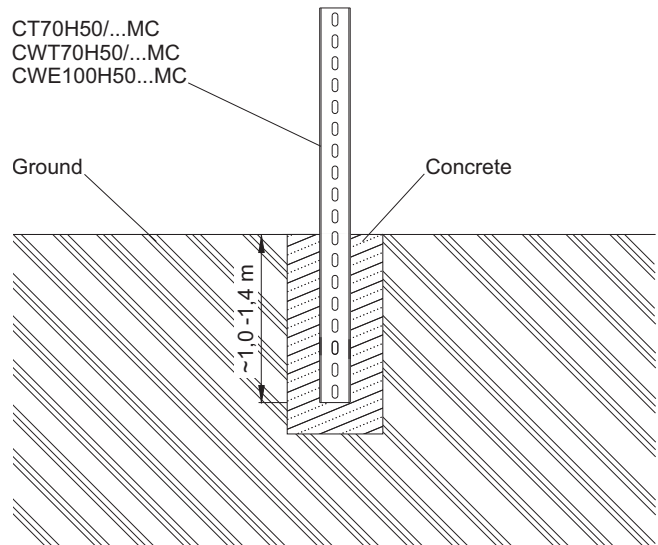 CT70H50/...MC
CWT70H50/...MC
CWE100H50...MC
Ground
Concrete
~1,0 -1,4 m